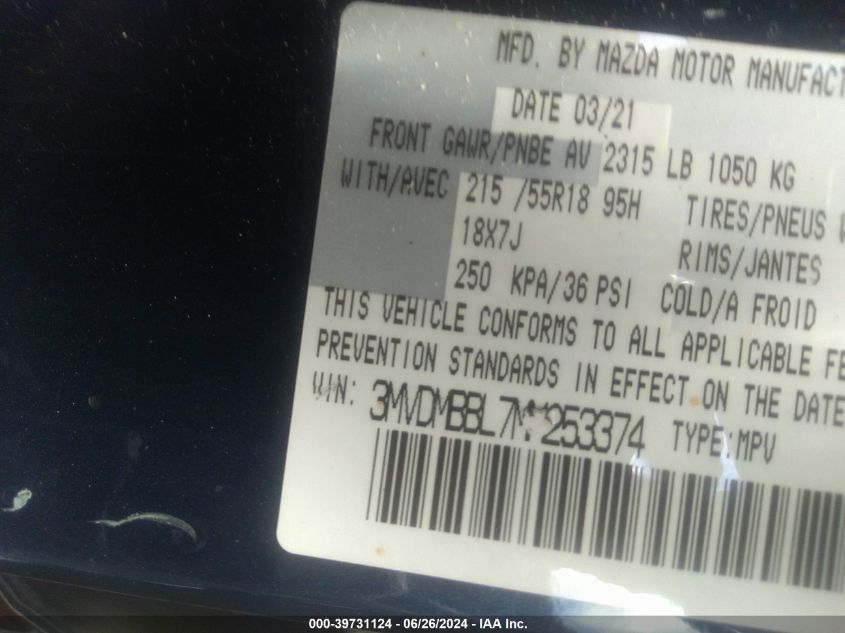 MFD. BY MAZDA MOTOR MANUFACT
DATE 03/21
FRONT GAWR/PNBE AV 2315 LB 1050 KG
WITH/AVEC 215 /55R18 95H TIRES/PNEUS
18X7J RIMS/JANTES
250 KPA/36 PSI COLD/A FROID
THIS VEHICLE CONFORMS TO ALL APPLICABLE FE
PREVENTION STANDARDS IN EFFECT ON THE DATE
VIN: TYPE:MPV
000-39731124 - 06/26/2024 - IAA Inc.